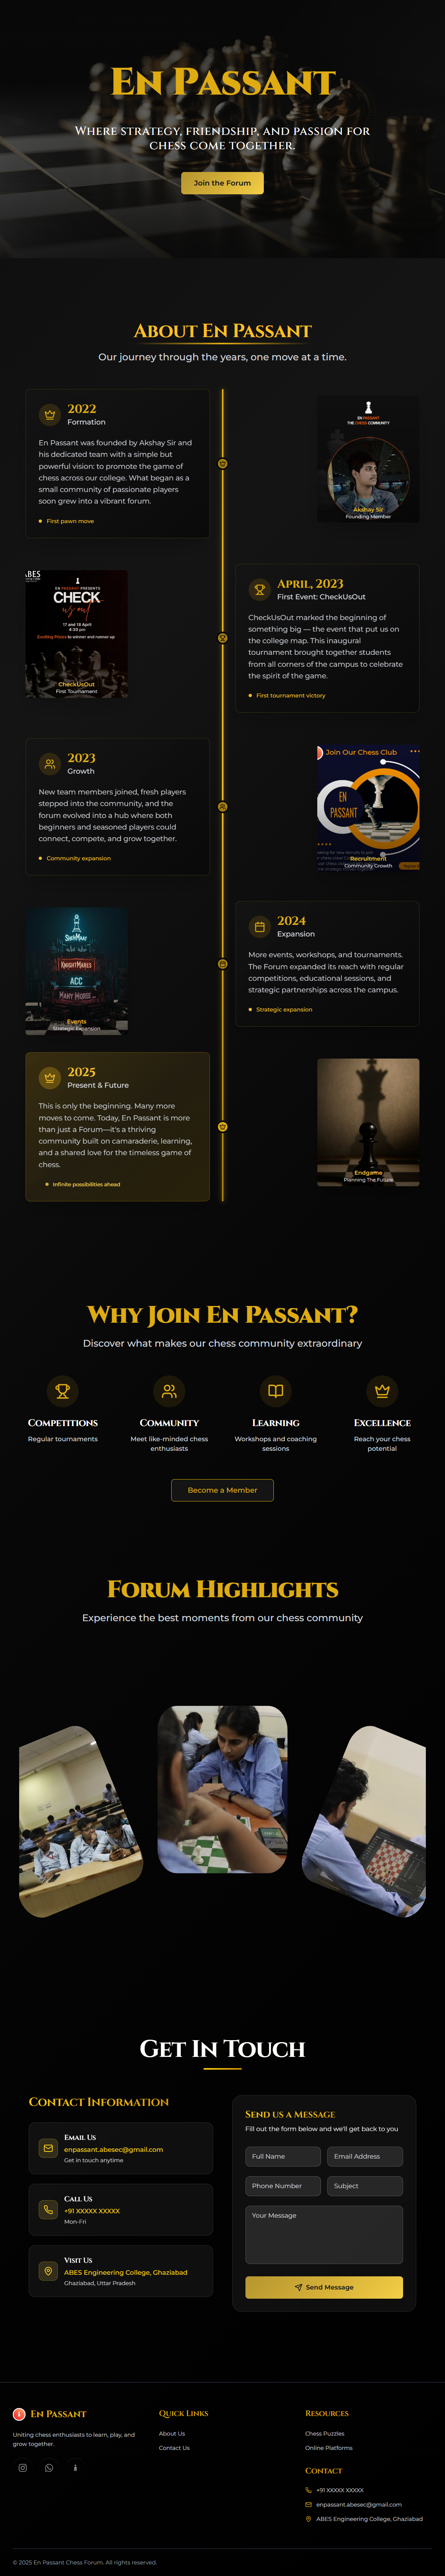 En Passant
Where strategy, friendship, and passion for
chess come together.
Join the Forum
About En Passant
Our journey through the years, one move at a time.
2022
Formation
En Passant was founded by Akshay Sir and
his dedicated team with a simple but
powerful vision: to promote the game of
chess across our college. What began as a
small community of passionate players
soon grew into a vibrant forum.
First pawn move
EN PASSANT
THE CHESS COMMUNITY
Akshay Sir
Founding Member
ABES
EN PASSANT PRESENTS
CHECK
us out
17 and 18 April
4:30 pm
Exciting Prizes to winner and runner up
CheckUsOut
First Tournament
April, 2023
First Event: CheckUsOut
CheckUsOut marked the beginning of
something big — the event that put us on
the college map. This inaugural
tournament brought together students
from all corners of the campus to celebrate
the spirit of the game.
First tournament victory
2023
Growth
New team members joined, fresh players
stepped into the community, and the
forum evolved into a hub where both
beginners and seasoned players could
connect, compete, and grow together.
Community expansion
Join Our Chess Club
EN
PASSANT
Recruitment
Community Growth
SHEHMAAT
KNIGHTMARES
ACC
MANY MORE
Events
Strategic Expansion
2024
Expansion
More events, workshops, and tournaments.
The Forum expanded its reach with regular
competitions, educational sessions, and
strategic partnerships across the campus.
Strategic expansion
2025
Present & Future
This is only the beginning. Many more
moves to come. Today, En Passant is more
than just a Forum—it's a thriving
community built on camaraderie, learning,
and a shared love for the timeless game of
chess.
Infinite possibilities ahead
Endgame
Planning The Future
Why Join En Passant?
Discover what makes our chess community extraordinary
Competitions
Regular tournaments
Community
Meet like-minded chess
enthusiasts
Learning
Workshops and coaching
sessions
Excellence
Reach your chess
potential
Become a Member
Forum Highlights
Experience the best moments from our chess community
Get In Touch
Contact Information
Email Us
enpassant.abesec@gmail.com
Get in touch anytime
Call Us
+91 XXXXX XXXXX
Mon-Fri
Visit Us
ABES Engineering College, Ghaziabad
Ghaziabad, Uttar Pradesh
Send us a Message
Fill out the form below and we'll get back to you
Full Name
Email Address
Phone Number
Subject
Your Message
Send Message
En Passant
Uniting chess enthusiasts to learn, play, and
grow together.
Quick Links
About Us
Contact Us
Resources
Chess Puzzles
Online Platforms
Contact
+91 XXXXX XXXXX
enpassant.abesec@gmail.com
ABES Engineering College, Ghaziabad
© 2025 En Passant Chess Forum. All rights reserved.